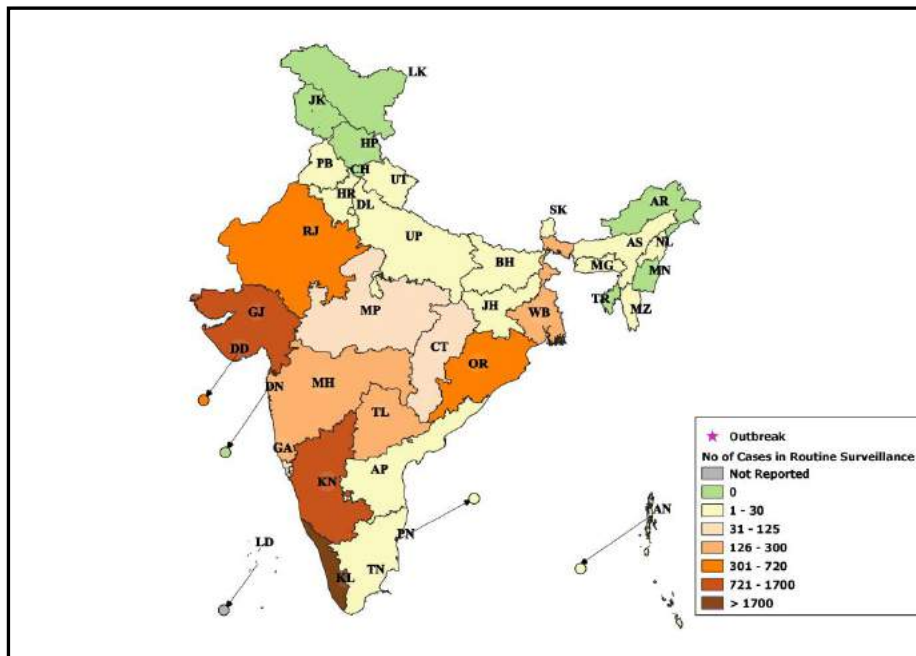 LK
JK
HP
PB
CH
UT
HR
DL
SK
AR
RJ
UP
AS
NL
BH
MG
MN
GJ
MP
JH
TR
WB
MZ
CT
DD
OR
DN
MH
TL
GA
AP
KN
AN
PN
LD
KL
TN
Outbreak
No of Cases in Routine Surveillance
Not Reported
0
1 - 30
31 - 125
126 - 300
301 - 720
721 - 1700
> 1700